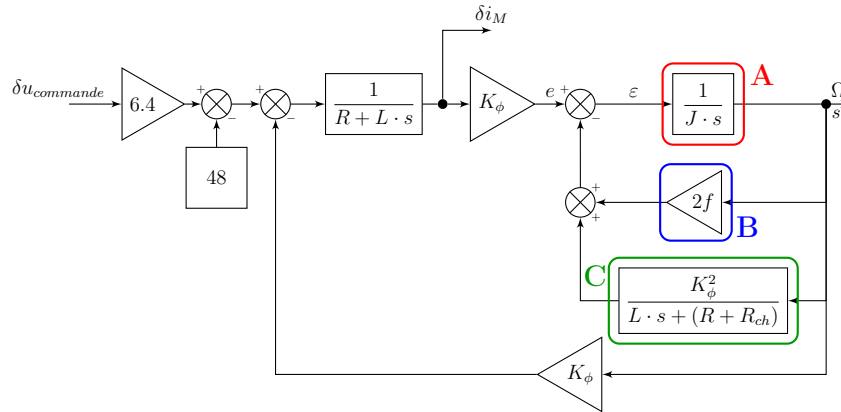 δi_M
δu_commande
6.4
+
−
48
+
−
1
R + L · s
K_ϕ
e
+
−
ε
A
1
J · s
Ω
s
+
+
2f
B
C
K_ϕ^2
L · s + (R + R_ch)
K_ϕ